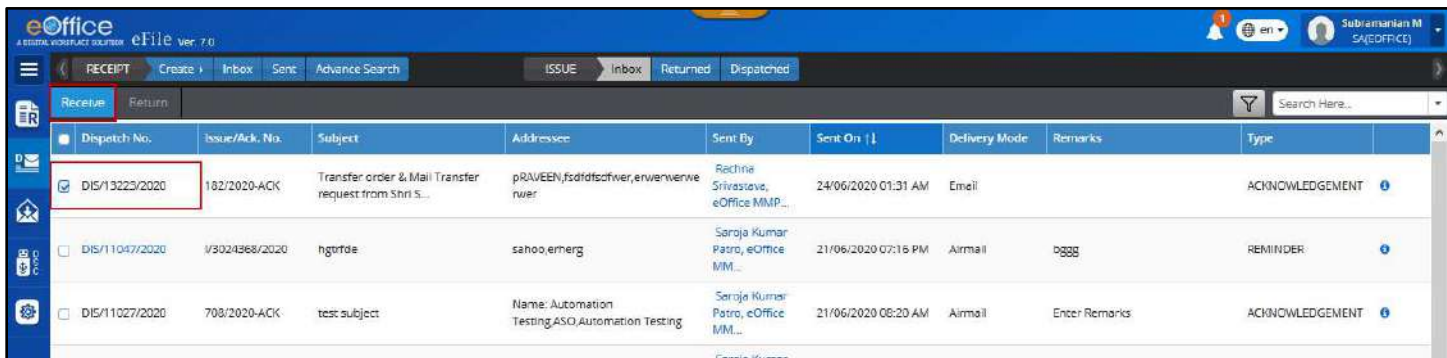 eOffice
A DIGITAL WORKPLACE SOLUTION eFile Ver. 7.0
1 en Subramanian M
SA(EOFFICE)
RECEIPT Create Inbox Sent Advance Search ISSUE Inbox Returned Dispatched
Receive Return Search Here...
Dispatch No. Issue/Ack. No. Subject Addressee Sent By Sent On Delivery Mode Remarks Type
DIS/13223/2020 182/2020-ACK Transfer order & Mail Transfer request from Shri S... pRAVEEN,fsdfdfsdfwer,erwerwerwe rwer Rachna Srivastava, eOffice MMP... 24/06/2020 01:31 AM Email ACKNOWLEDGEMENT
DIS/11047/2020 I/3024368/2020 hgtrfde sahoo,erherg Saroja Kumar Patro, eOffice MM... 21/06/2020 07:16 PM Airmail bggg REMINDER
DIS/11027/2020 708/2020-ACK test subject Name: Automation Testing,ASO,Automation Testing Saroja Kumar Patro, eOffice MM... 21/06/2020 08:20 AM Airmail Enter Remarks ACKNOWLEDGEMENT